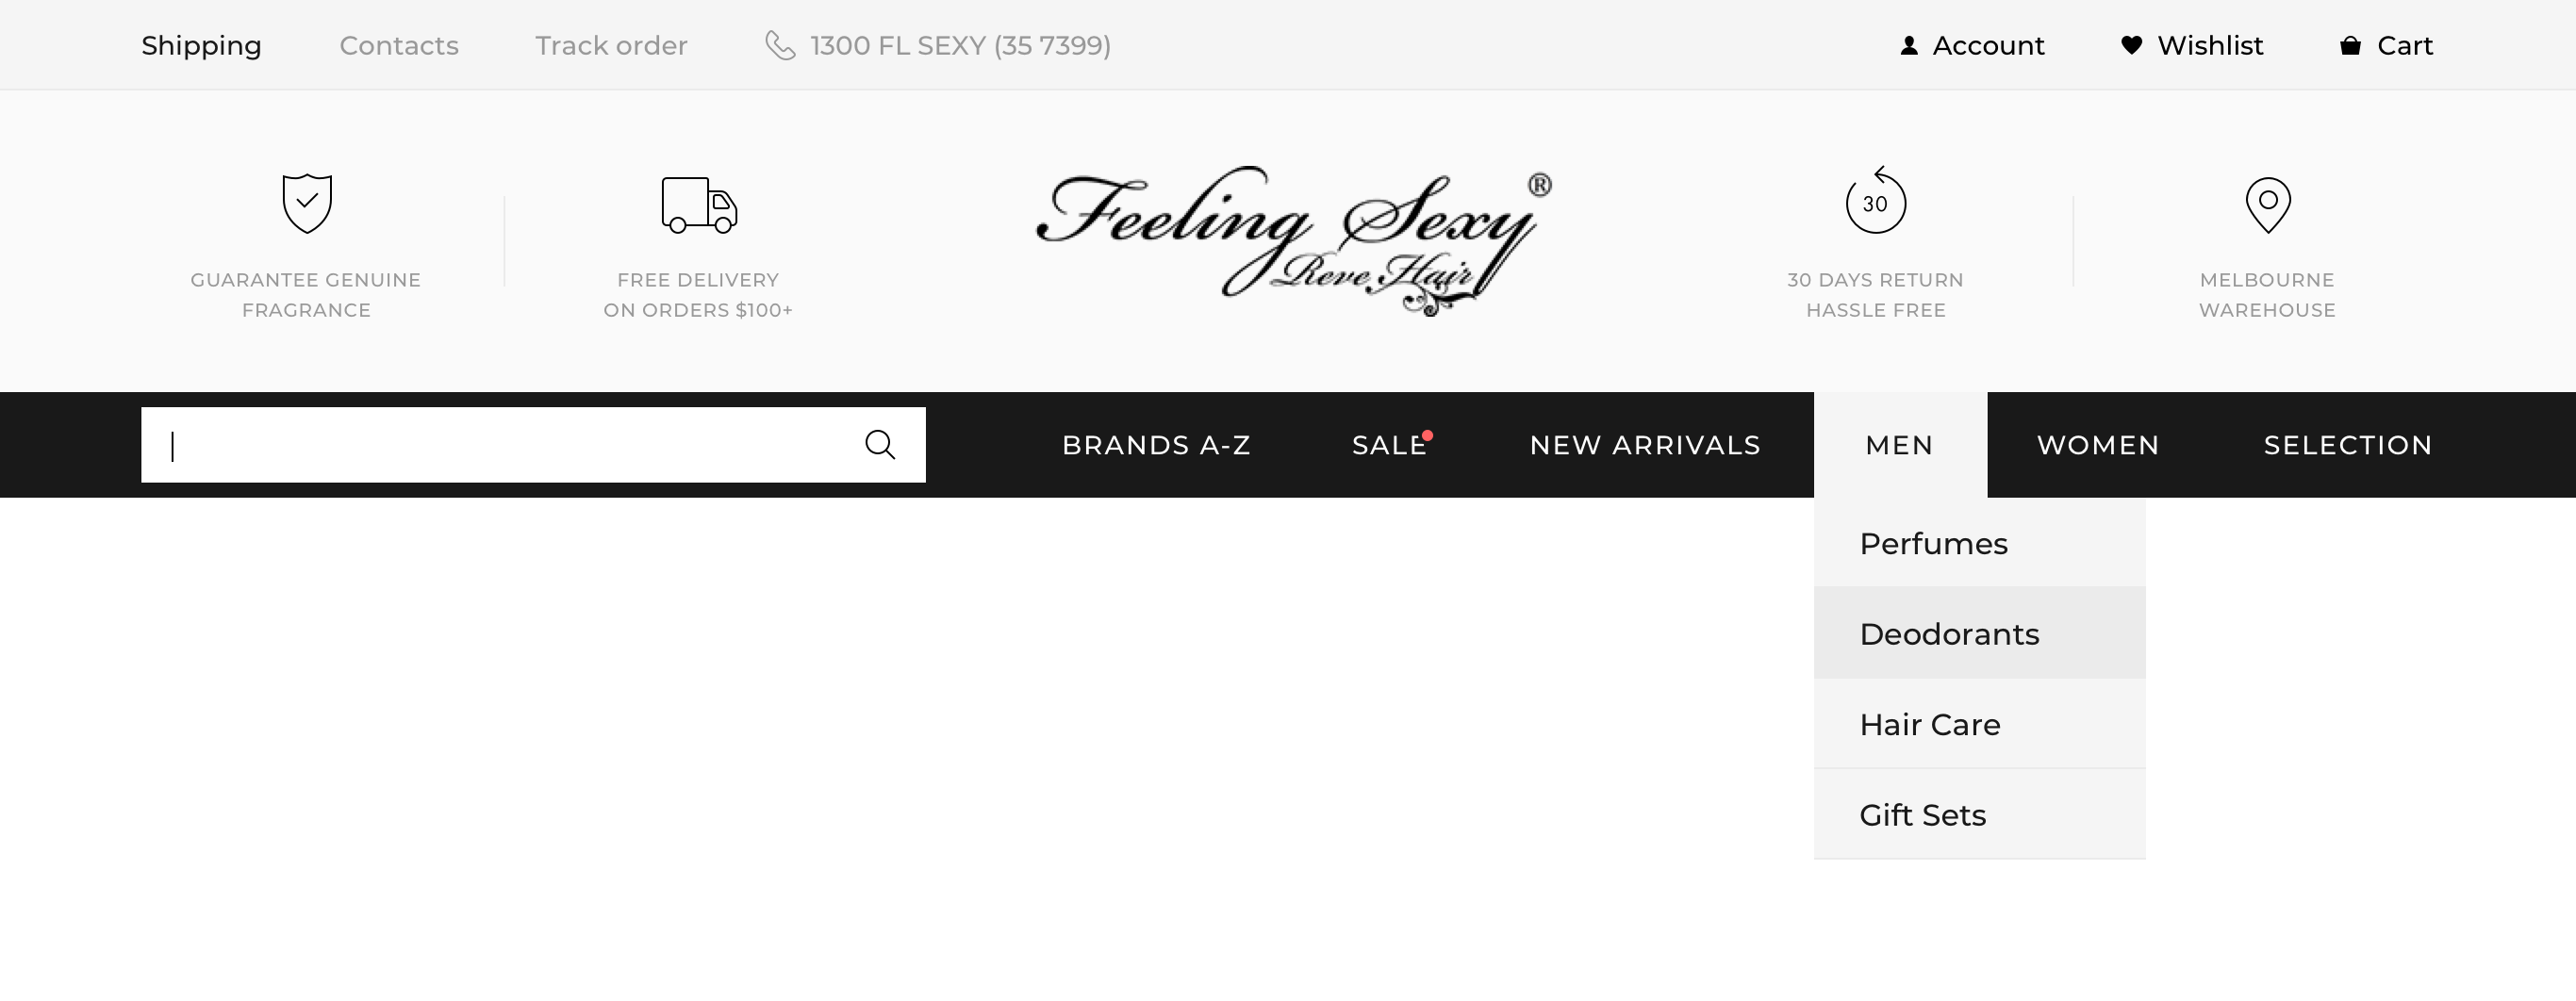 Shipping Contacts Track order 1300 FL SEXY (35 7399) Account Wishlist Cart
GUARANTEE GENUINE
FRAGRANCE
FREE DELIVERY
ON ORDERS $100+
Feeling Sexy®
Reve Hair
30
30 DAYS RETURN
HASSLE FREE
MELBOURNE
WAREHOUSE
BRANDS A-Z SALE NEW ARRIVALS MEN WOMEN SELECTION
Perfumes
Deodorants
Hair Care
Gift Sets